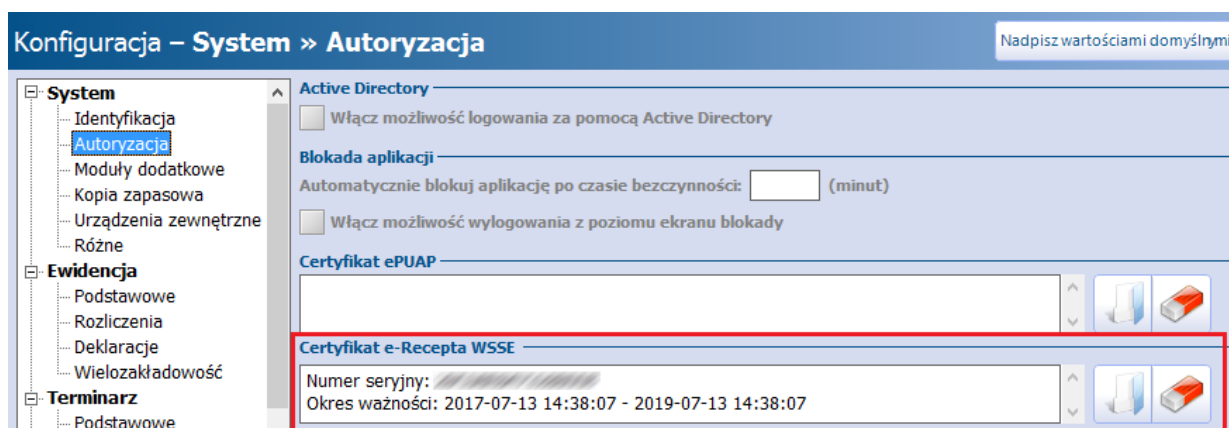 Konfiguracja – System » Autoryzacja
Nadpisz wartościami domyślnymi
System
Identyfikacja
Autoryzacja
Moduły dodatkowe
Kopia zapasowa
Urządzenia zewnętrzne
Różne
Ewidencja
Podstawowe
Rozliczenia
Deklaracje
Wielozakładowość
Terminarz
Podstawowe
Active Directory
Włącz możliwość logowania za pomocą Active Directory
Blokada aplikacji
Automatycznie blokuj aplikację po czasie bezczynności: (minut)
Włącz możliwość wylogowania z poziomu ekranu blokady
Certyfikat ePUAP
Certyfikat e-Recepta WSSE
Numer seryjny:
Okres ważności: 2017-07-13 14:38:07 - 2019-07-13 14:38:07